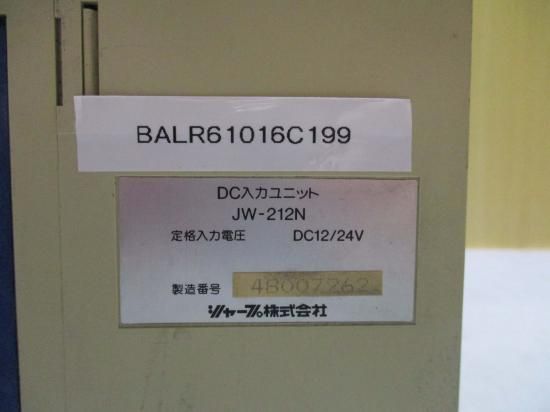 BALR61016C199
DC入力ユニット
JW-212N
定格入力電圧 DC12/24V
製造番号 4B007262
シャープ株式会社